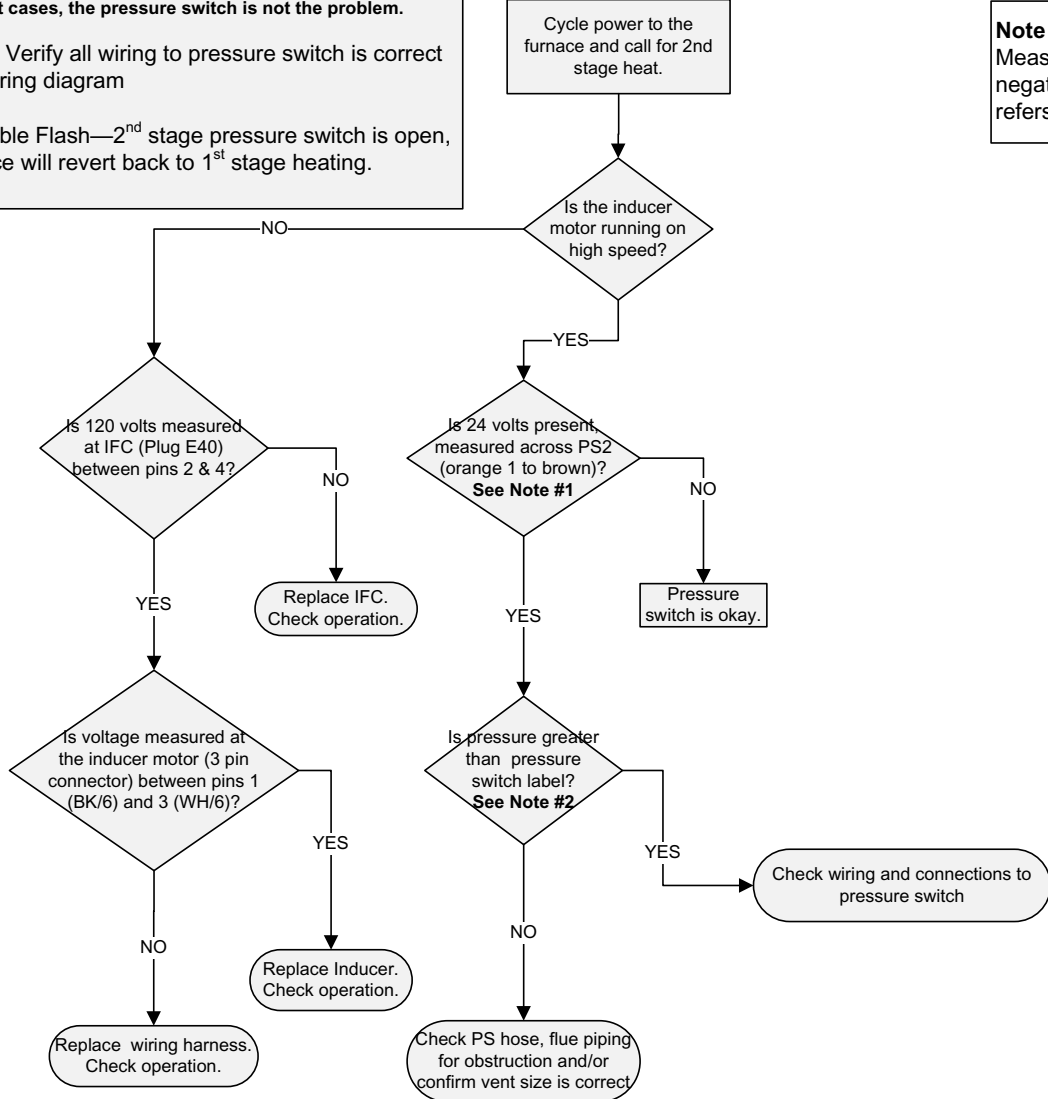 t cases, the pressure switch is not the problem.
Verify all wiring to pressure switch is correct
ring diagram
ble Flash—2nd stage pressure switch is open,
ce will revert back to 1st stage heating.
Cycle power to the
furnace and call for 2nd
stage heat.
Note
Meas
negat
refers
Is the inducer
motor running on
high speed?
NO
YES
Is 120 volts measured
at IFC (Plug E40)
between pins 2 & 4?
NO
Replace IFC.
Check operation.
YES
Is 24 volts present,
measured across PS2
(orange 1 to brown)?
See Note #1
NO
Pressure
switch is okay.
YES
Is voltage measured at
the inducer motor (3 pin
connector) between pins 1
(BK/6) and 3 (WH/6)?
YES
Replace Inducer.
Check operation.
NO
Replace wiring harness.
Check operation.
Is pressure greater
than pressure
switch label?
See Note #2
YES
Check wiring and connections to
pressure switch
NO
Check PS hose, flue piping
for obstruction and/or
confirm vent size is correct